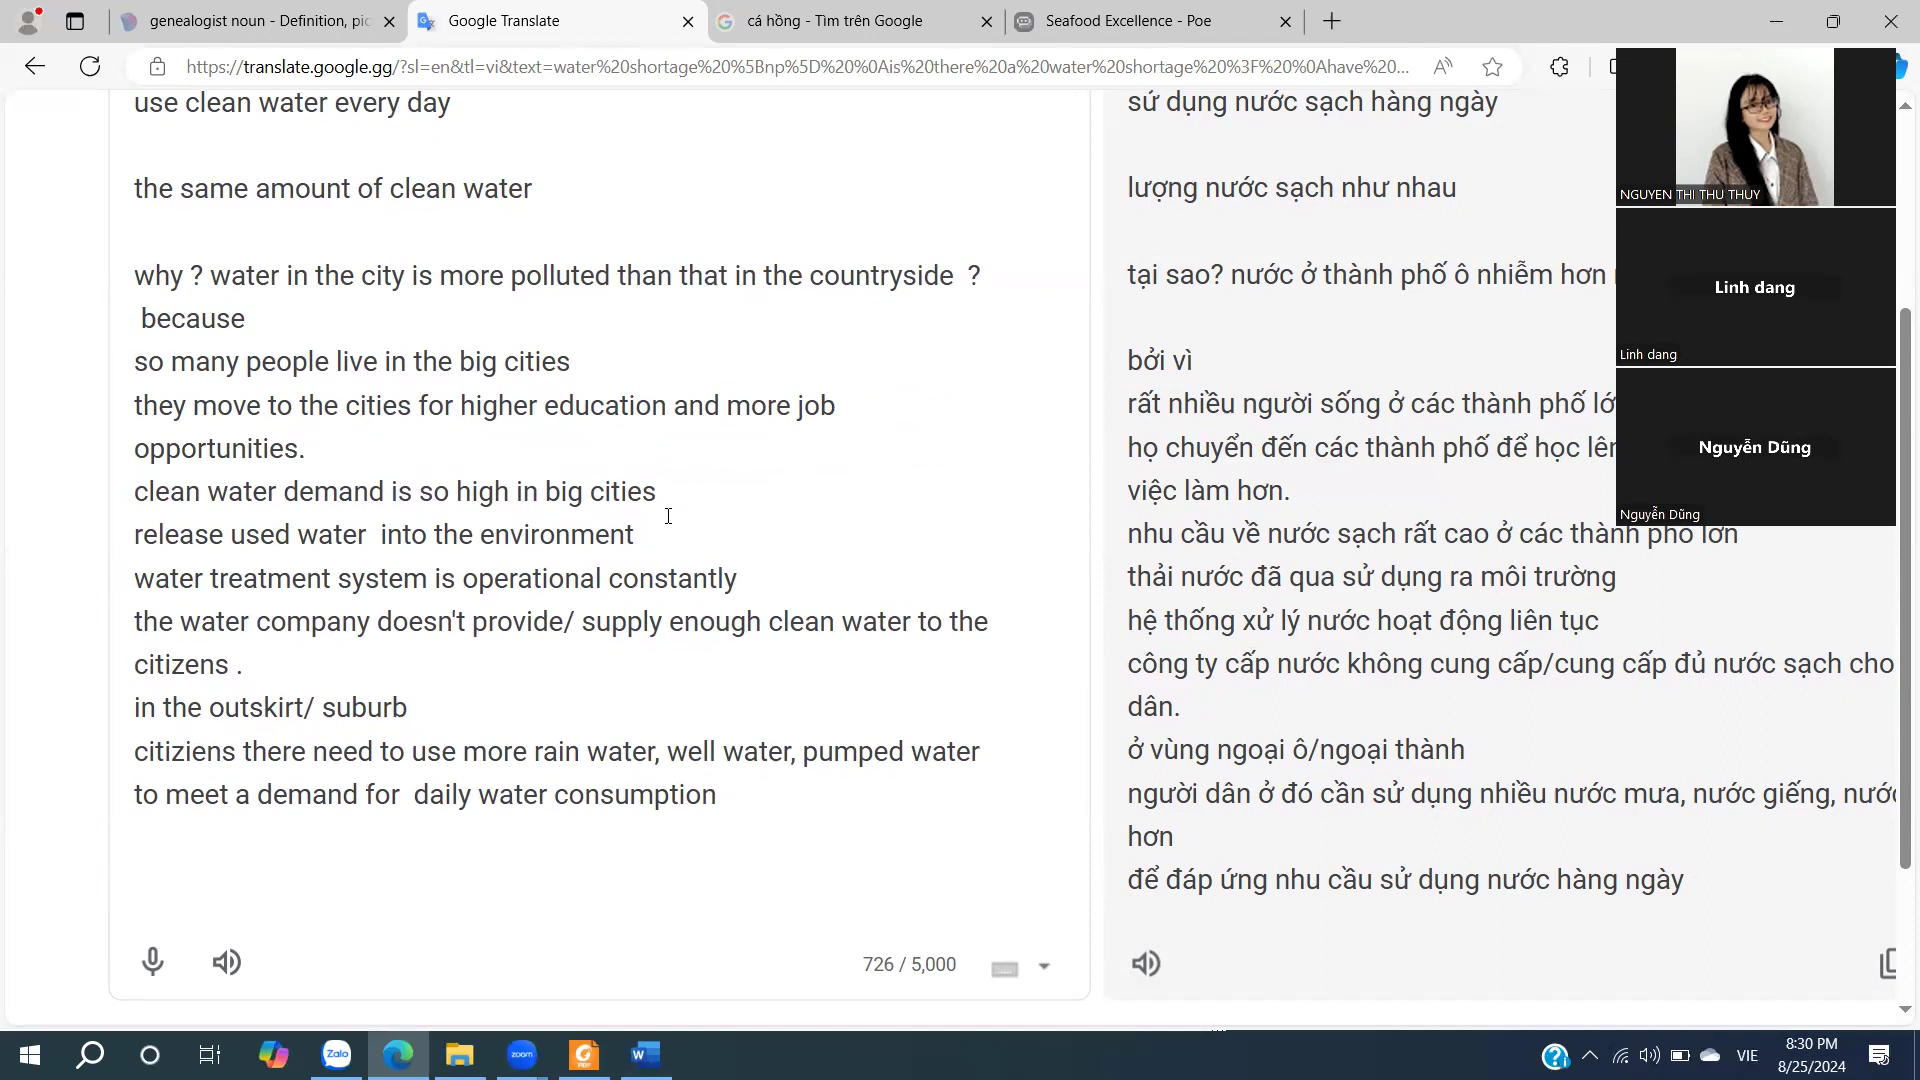 genealogist noun - Definition, pic
Google Translate
cá hồng - Tìm trên Google
Seafood Excellence - Poe
https://translate.google.gg/?sl=en&tl=vi&text=water%20shortage%20%5Bnp%5D%20%0Ais%20there%20a%20water%20shortage%20%3F%20%0Ahave%20...
use clean water every day
the same amount of clean water
why ? water in the city is more polluted than that in the countryside  ?
because
so many people live in the big cities
they move to the cities for higher education and more job
opportunities.
clean water demand is so high in big cities
release used water  into the environment
water treatment system is operational constantly
the water company doesn't provide/ supply enough clean water to the
citizens .
in the outskirt/ suburb
citiziens there need to use more rain water, well water, pumped water
to meet a demand for  daily water consumption
726 / 5,000
sử dụng nước sạch hàng ngày
lượng nước sạch như nhau
tại sao? nước ở thành phố ô nhiễm hơn
bởi vì
rất nhiều người sống ở các thành phố
họ chuyển đến các thành phố để học
việc làm hơn.
nhu cầu về nước sạch rất cao ở các thành phố lớn
thải nước đã qua sử dụng ra môi trường
hệ thống xử lý nước hoạt động liên tục
công ty cấp nước không cung cấp/cung cấp đủ nước sạch cho
dân.
ở vùng ngoại ô/ngoại thành
người dân ở đó cần sử dụng nhiều nước mưa, nước giếng,
hơn
để đáp ứng nhu cầu sử dụng nước hàng ngày
NGUYEN THI THU THUY
Linh dang
Linh dang
Nguyễn Dũng
Nguyễn Dũng
Zalo
zoom
VIE
8:30 PM
8/25/2024